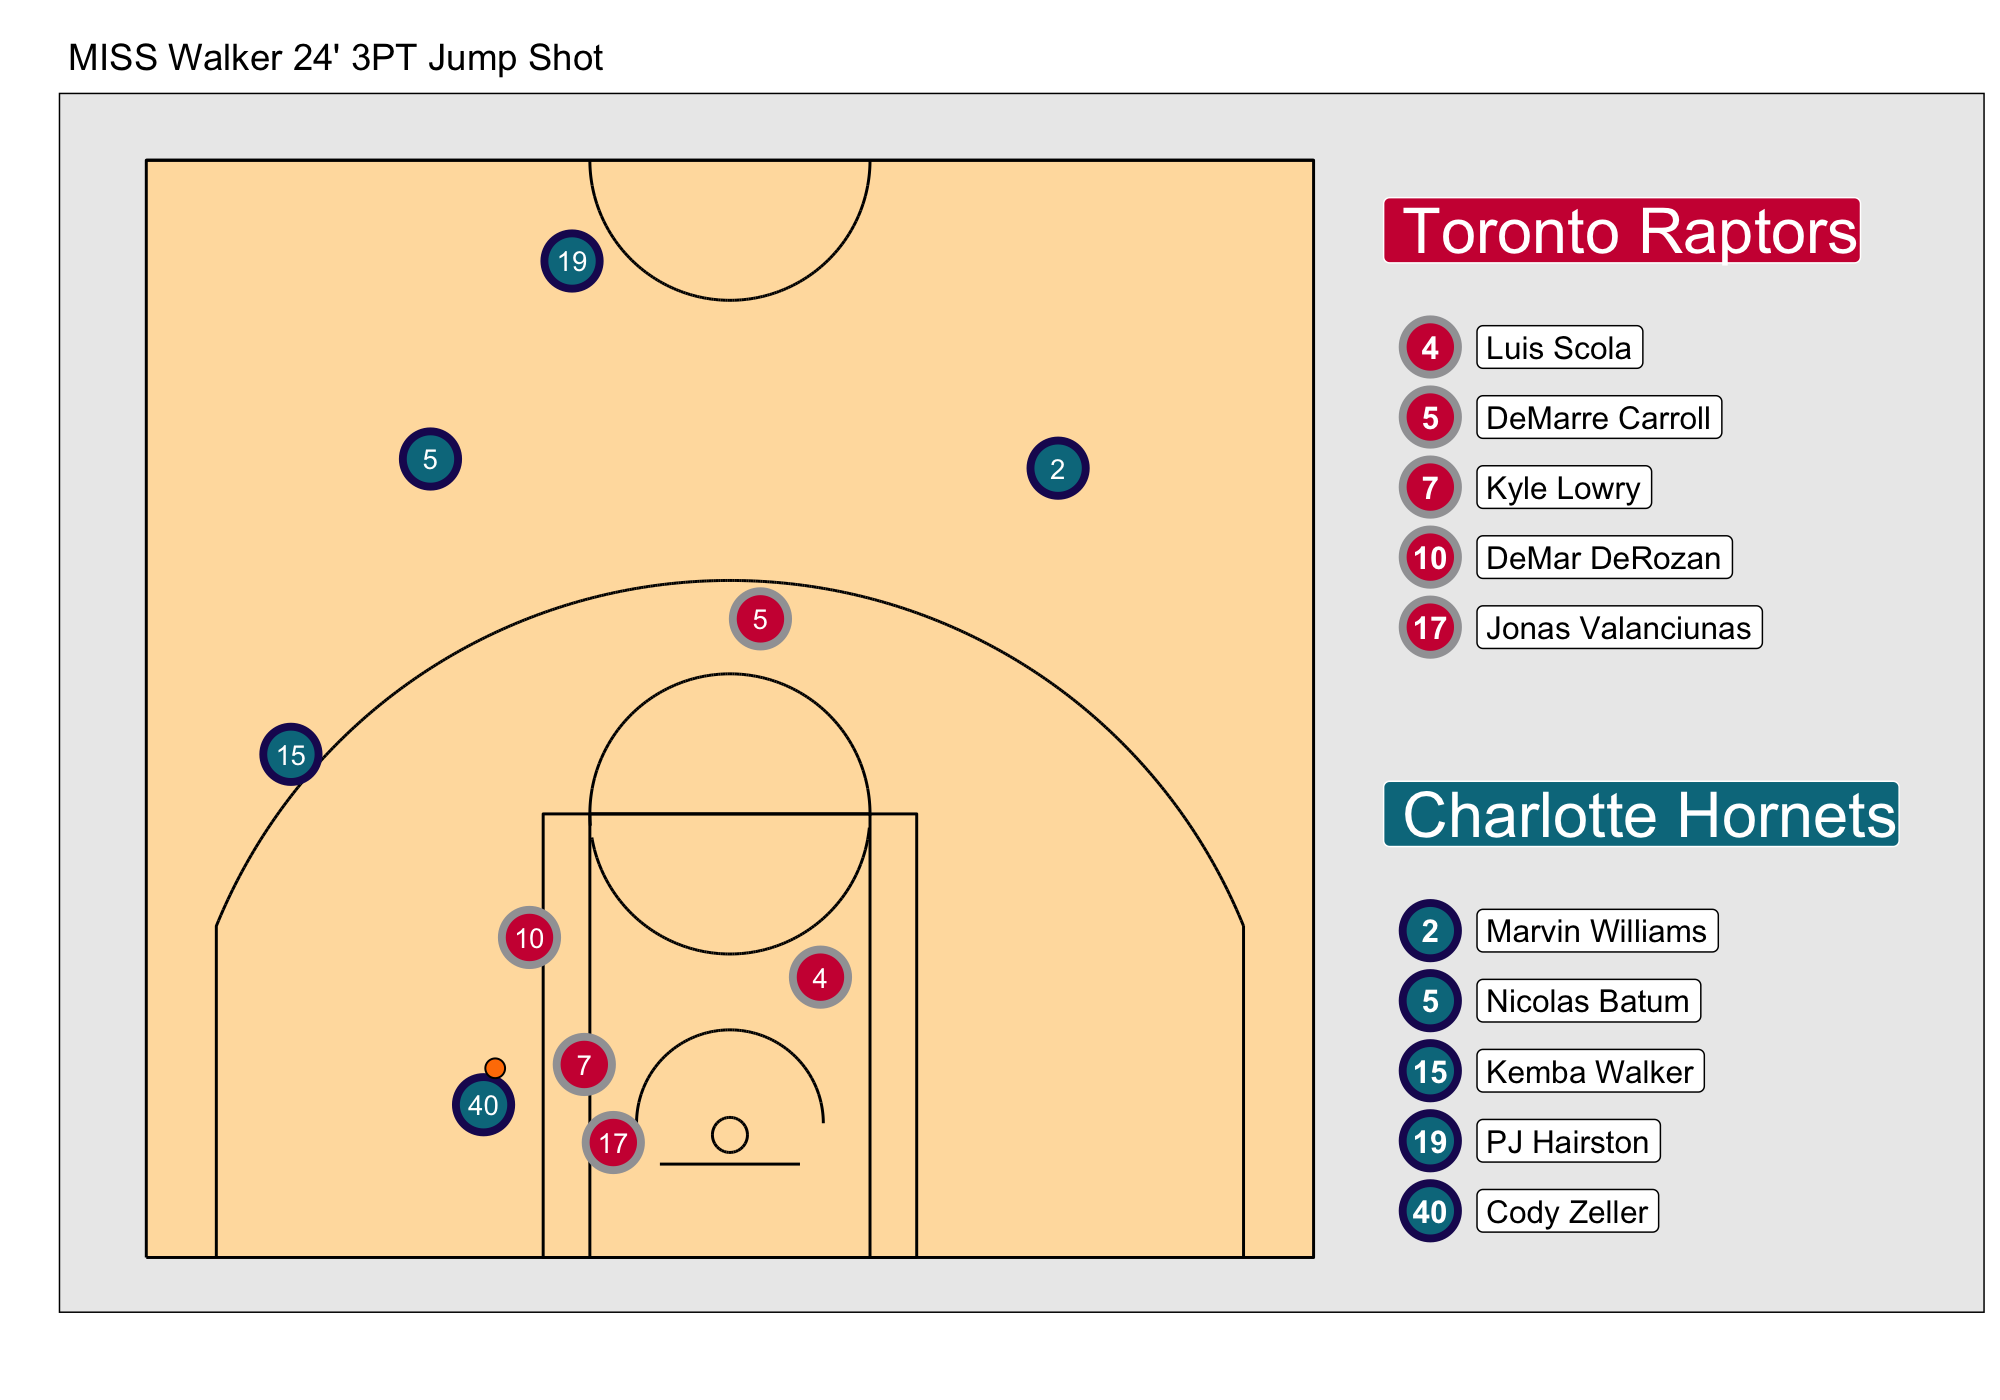 MISS Walker 24' 3PT Jump Shot
19
5
2
5
15
10
4
7
40
17
Toronto Raptors
4 Luis Scola
5 DeMarre Carroll
7 Kyle Lowry
10 DeMar DeRozan
17 Jonas Valanciunas
Charlotte Hornets
2 Marvin Williams
5 Nicolas Batum
15 Kemba Walker
19 PJ Hairston
40 Cody Zeller